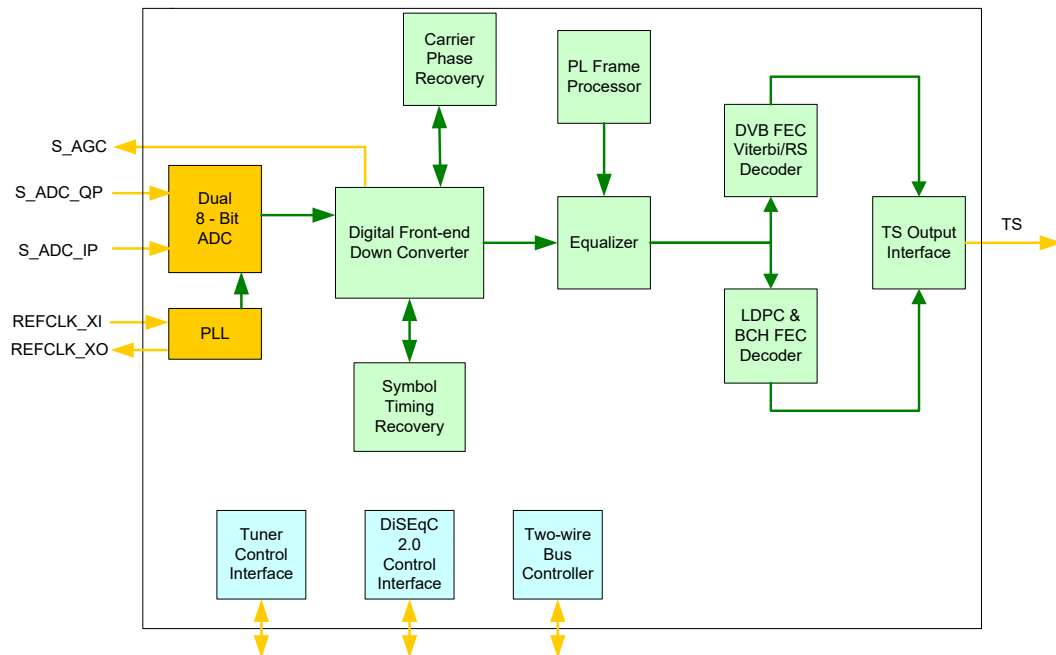 Carrier
Phase
Recovery
PL Frame
Processor
DVB FEC
Viterbi/RS
Decoder
S_AGC
S_ADC_QP
S_ADC_IP
Dual
8 - Bit
ADC
Digital Front-end
Down Converter
Equalizer
TS Output
Interface
TS
REFCLK_XI
REFCLK_XO
PLL
LDPC &
BCH FEC
Decoder
Symbol
Timing
Recovery
Tuner
Control
Interface
DiSEqC
2.0
Control
Interface
Two-wire
Bus
Controller